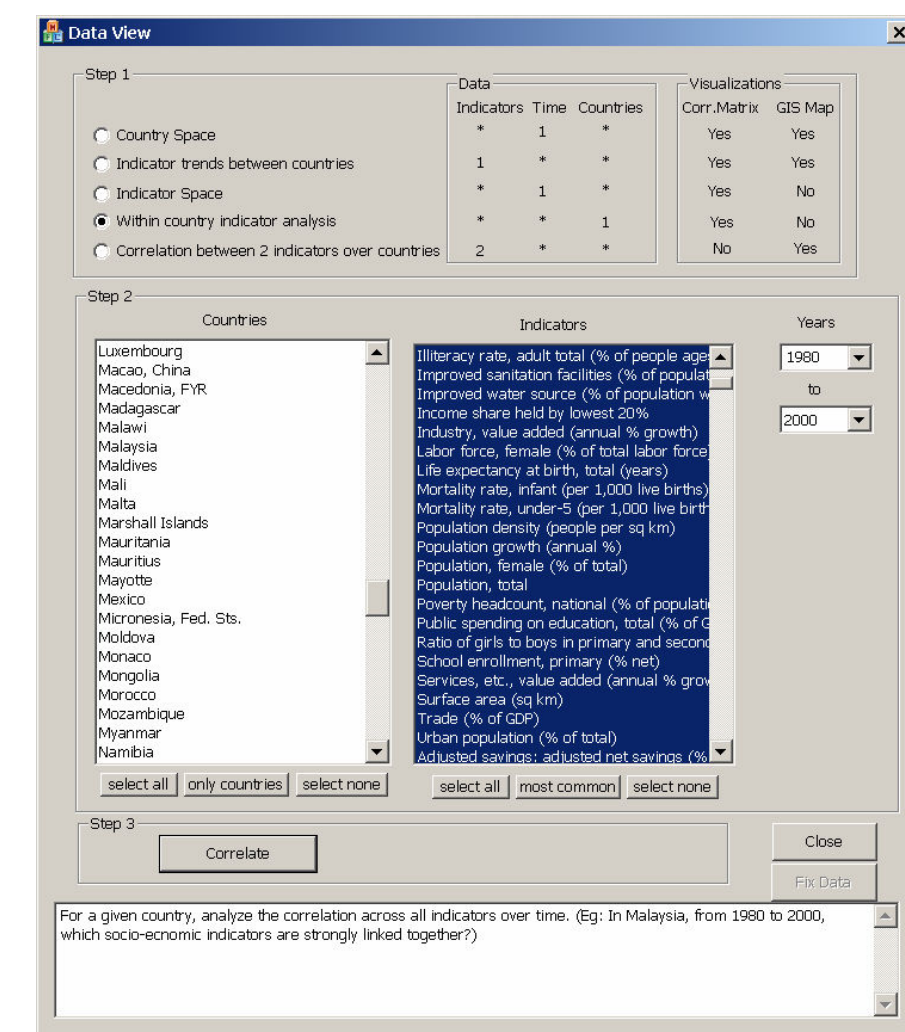 Data View
Step 1
Data
Visualizations
Indicators Time Countries
Corr.Matrix GIS Map
Country Space * 1 * Yes Yes
Indicator trends between countries 1 * * Yes Yes
Indicator Space * 1 * Yes No
Within country indicator analysis * * 1 Yes No
Correlation between 2 indicators over countries 2 * * No Yes
Step 2
Countries
Luxembourg
Macao, China
Macedonia, FYR
Madagascar
Malawi
Malaysia
Maldives
Mali
Malta
Marshall Islands
Mauritania
Mauritius
Mayotte
Mexico
Micronesia, Fed. Sts.
Moldova
Monaco
Mongolia
Morocco
Mozambique
Myanmar
Namibia
select all only countries select none
Indicators
Illiteracy rate, adult total (% of people age
Improved sanitation facilities (% of populat
Improved water source (% of population w
Income share held by lowest 20%
Industry, value added (annual % growth)
Labor force, female (% of total labor force
Life expectancy at birth, total (years)
Mortality rate, infant (per 1,000 live births)
Mortality rate, under-5 (per 1,000 live birth
Population density (people per sq km)
Population growth (annual %)
Population, female (% of total)
Population, total
Poverty headcount, national (% of populati
Public spending on education, total (% of G
Ratio of girls to boys in primary and second
School enrollment, primary (% net)
Services, etc., value added (annual % grow
Surface area (sq km)
Trade (% of GDP)
Urban population (% of total)
Adjusted savings: adjusted net savings (%
select all most common select none
Years
1980
to
2000
Step 3
Correlate
Close
Fix Data
For a given country, analyze the correlation across all indicators over time. (Eg: In Malaysia, from 1980 to 2000,
which socio-ecnomic indicators are strongly linked together?)